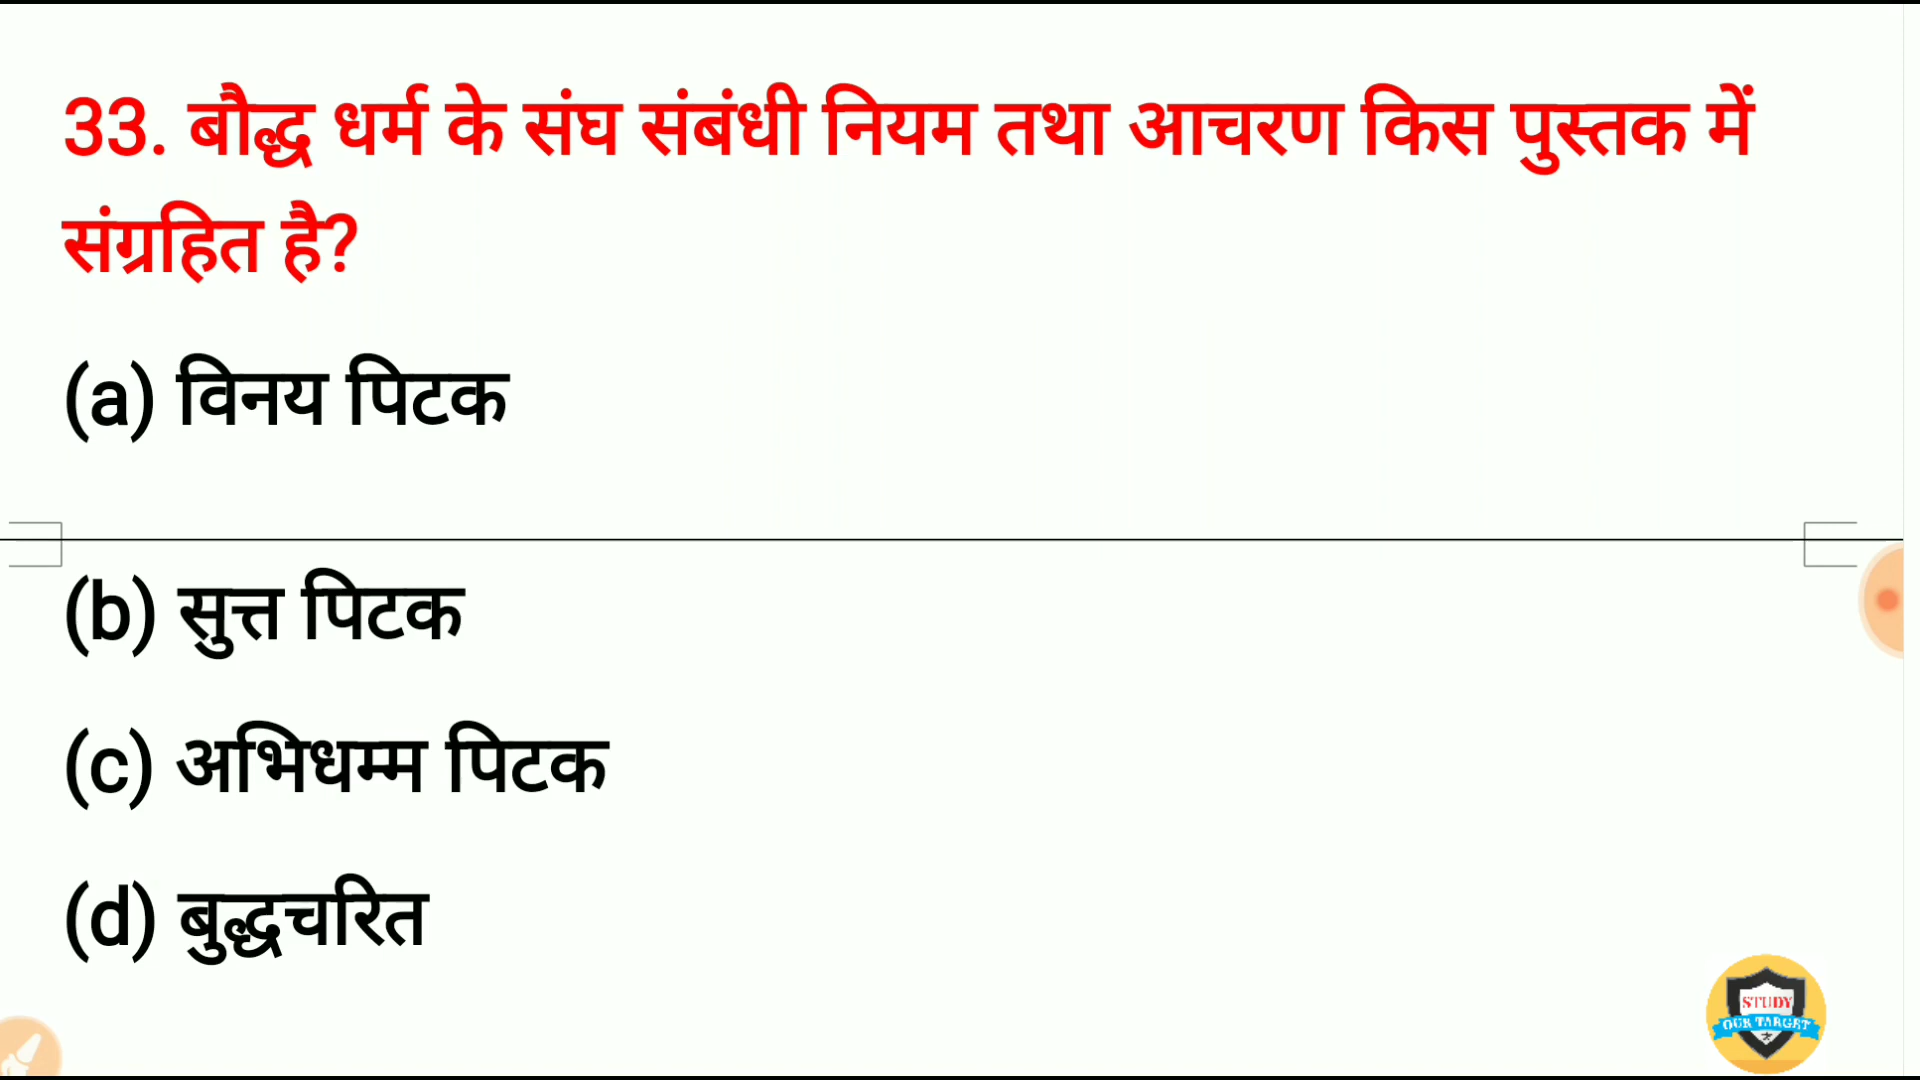 33. बौद्ध धर्म के संघ संबंधी नियम तथा आचरण किस पुस्तक में
संग्रहित है?
(a) विनय पिटक
(b) सुत्त पिटक
(c) अभिधम्म पिटक
(d) बुद्धचरित
STUDY
OUR TARGET